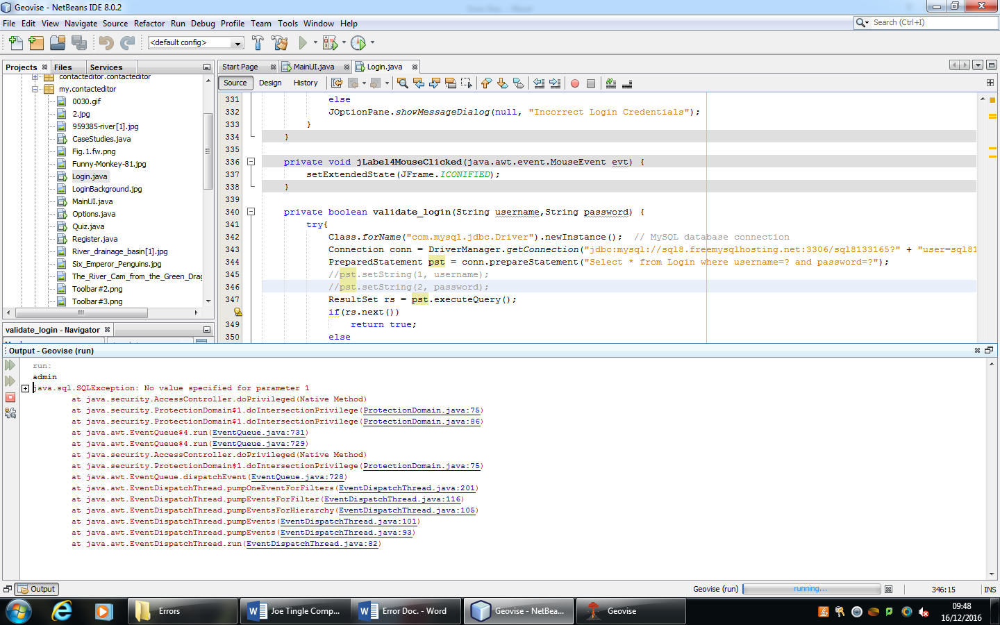 Geovise - NetBeans IDE 8.0.2
File Edit View Navigate Source Refactor Run Debug Profile Team Tools Window Help
Search (Ctrl+I)
<default config>
Projects Files Services
Start Page MainUI.java Login.java
Source Design History
contacteditor.contacteditor
my.contacteditor
0030.gif
2.jpg
959385-river[1].jpg
CaseStudies.java
Fig.1.fw.png
Funny-Monkey-81.jpg
Login.java
LoginBackground.jpg
MainUI.java
Options.java
Quiz.java
Register.java
River_drainage_basin[1].jpg
Six_Emperor_Penguins.jpg
The_River_Cam_from_the_Green_Drag
Toolbar#2.png
Toolbar#3.png
validate_login - Navigator
331 else
332 JOptionPane.showMessageDialog(null, "Incorrect Login Credentials");
333 }
334 }
335
336 private void jLabel4MouseClicked(java.awt.event.MouseEvent evt) {
337 setExtendedState(JFrame.ICONIFIED);
338 }
339
340 private boolean validate_login(String username,String password) {
341 try{
342 Class.forName("com.mysql.jdbc.Driver").newInstance(); // MySQL database connection
343 Connection conn = DriverManager.getConnection("jdbc:mysql://sql8.freemysqlhosting.net:3306/sql8133165?" + "user=sql81
344 PreparedStatement pst = conn.prepareStatement("Select * from Login where username=? and password=?");
345 //pst.setString(1, username);
346 //pst.setString(2, password);
347 ResultSet rs = pst.executeQuery();
if(rs.next())
349 return true;
350 else
Output - Geovise (run)
run:
admin
java.sql.SQLException: No value specified for parameter 1
at java.security.AccessController.doPrivileged(Native Method)
at java.security.ProtectionDomain$1.doIntersectionPrivilege(ProtectionDomain.java:75)
at java.security.ProtectionDomain$1.doIntersectionPrivilege(ProtectionDomain.java:86)
at java.awt.EventQueue$4.run(EventQueue.java:731)
at java.awt.EventQueue$4.run(EventQueue.java:729)
at java.security.AccessController.doPrivileged(Native Method)
at java.security.ProtectionDomain$1.doIntersectionPrivilege(ProtectionDomain.java:75)
at java.awt.EventQueue.dispatchEvent(EventQueue.java:728)
at java.awt.EventDispatchThread.pumpOneEventForFilters(EventDispatchThread.java:201)
at java.awt.EventDispatchThread.pumpEventsForFilter(EventDispatchThread.java:116)
at java.awt.EventDispatchThread.pumpEventsForHierarchy(EventDispatchThread.java:105)
at java.awt.EventDispatchThread.pumpEvents(EventDispatchThread.java:101)
at java.awt.EventDispatchThread.pumpEvents(EventDispatchThread.java:93)
at java.awt.EventDispatchThread.run(EventDispatchThread.java:82)
Output
Geovise (run) running... 346:15 INS
Errors
Joe Tingle Comp...
Error Doc. - Word
Geovise - NetBea...
Geovise
09:48
16/12/2016